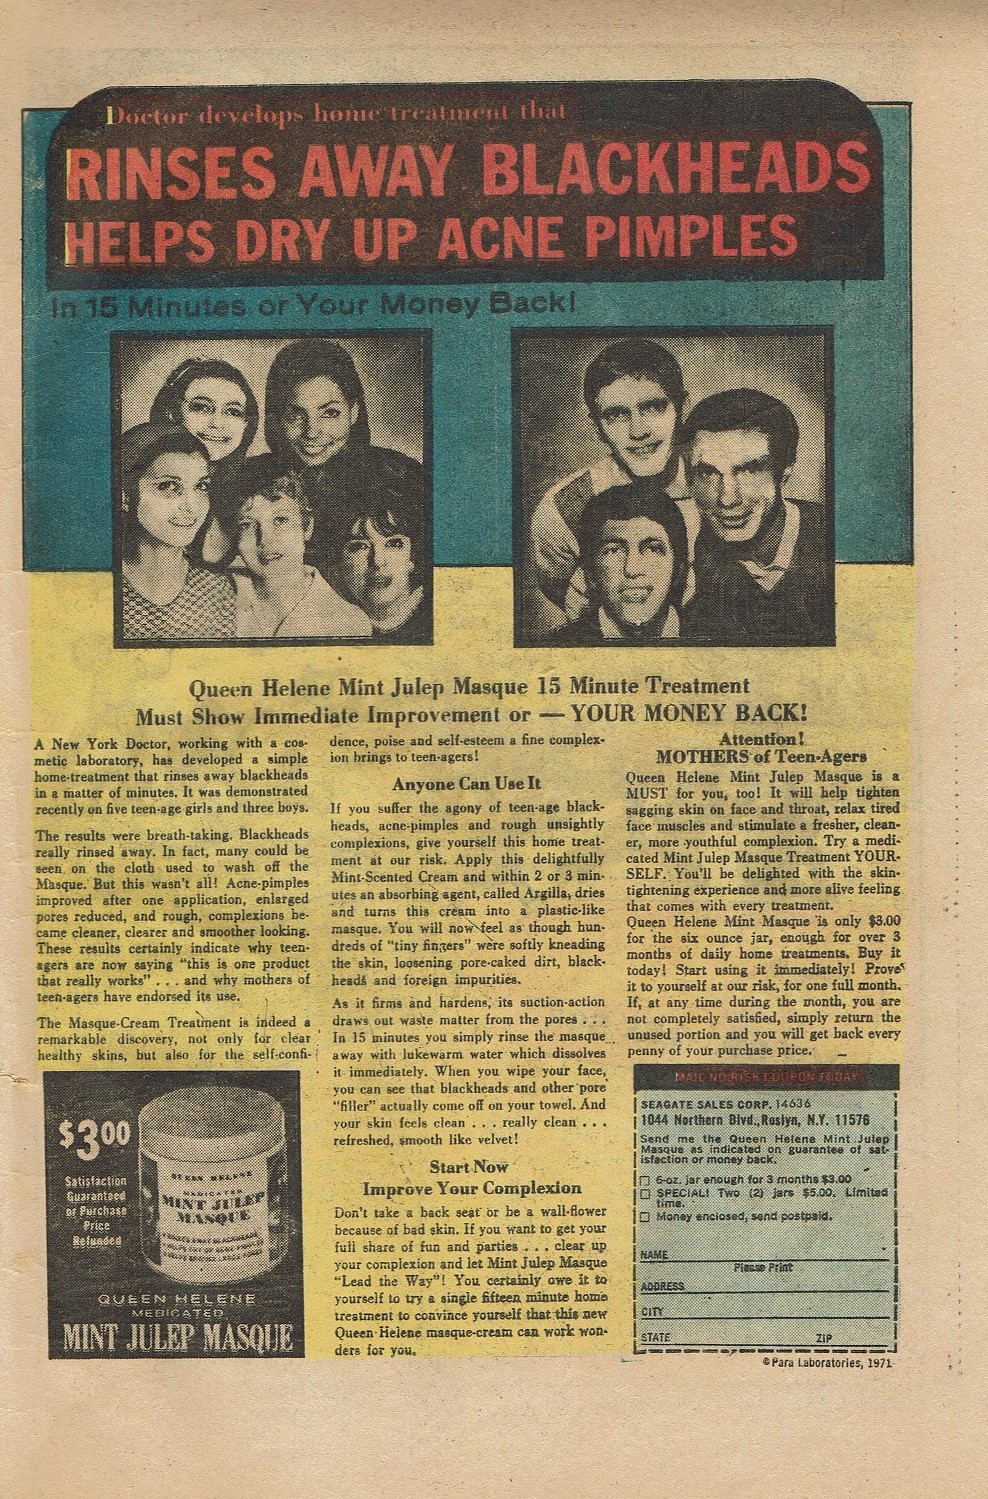 Doctor develops home treatment that
RINSES AWAY BLACKHEADS
HELPS DRY UP ACNE PIMPLES
In 15 Minutes or Your Money Back!
Queen Helene Mint Julep Masque 15 Minute Treatment
Must Show Immediate Improvement or — YOUR MONEY BACK!
A New York Doctor, working with a cos-
metic laboratory, has developed a simple
home-treatment that rinses away blackheads
in a matter of minutes. It was demonstrated
recently on five teen-age girls and three boys.
The results were breath-taking. Blackheads
really rinsed away. In fact, many could be
seen on the cloth used to wash off the
Masque. But this wasn't all! Acne-pimples
improved after one application, enlarged
pores reduced, and rough, complexions be-
came cleaner, clearer and smoother looking.
These results certainly indicate why teen-
agers are now saying "this is one product
that really works" . . . and why mothers of
teen-agers have endorsed its use.
The Masque-Cream Treatment is indeed a
remarkable discovery, not only for clear
healthy skins, but also for the self-confi-
dence, poise and self-esteem a fine complex-
ion brings to teen-agers!
Anyone Can Use It
If you suffer the agony of teen-age black-
heads, acne-pimples and rough unsightly
complexions, give yourself this home treat-
ment at our risk. Apply this delightfully
Mint-Scented Cream and within 2 or 3 min-
utes an absorbing agent, called Argilla, dries
and turns this cream into a plastic-like
masque. You will now feel as though hun-
dreds of "tiny fingers" were softly kneading
the skin, loosening pore-caked dirt, black-
heads and foreign impurities.
As it firms and hardens, its suction-action
draws out waste matter from the pores . . .
In 15 minutes you simply rinse the masque
away with lukewarm water which dissolves
it immediately. When you wipe your face,
you can see that blackheads and other pore
"filler" actually come off on your towel. And
your skin feels clean . . . really clean . . .
refreshed, smooth like velvet!
Start Now
Improve Your Complexion
Don't take a back seat or be a wall-flower
because of bad skin. If you want to get your
full share of fun and parties . . . clear up
your complexion and let Mint Julep Masque
"Lead the Way"! You certainly owe it to
yourself to try a single fifteen minute home
treatment to convince yourself that this new
Queen Helene masque-cream can work won-
ders for you.
Attention!
MOTHERS of Teen-Agers
Queen Helene Mint Julep Masque is a
MUST for you, too! It will help tighten
sagging skin on face and throat, relax tired
face muscles and stimulate a fresher, clean-
er, more youthful complexion. Try a medi-
cated Mint Julep Masque Treatment YOUR-
SELF. You'll be delighted with the skin-
tightening experience and more alive feeling
that comes with every treatment.
Queen Helene Mint Masque is only $3.00
for the six ounce jar, enough for over 3
months of daily home treatments. Buy it
today! Start using it immediately! Prove
it to yourself at our risk, for one full month.
If, at any time during the month, you are
not completely satisfied, simply return the
unused portion and you will get back every
penny of your purchase price.
$3.00
Satisfaction
Guaranteed
or Purchase
Price
Refunded
QUEEN HELENE
MEDICATED
MINT JULEP
MASQUE
QUEEN HELENE
MEDICATED
MINT JULEP MASQUE
MAIL NO RISK COUPON TODAY
SEAGATE SALES CORP. 14636
1044 Northern Blvd., Roslyn, N.Y. 11576
Send me the Queen Helene Mint Julep
Masque as indicated on guarantee of sat-
isfaction or money back.
□ 6-oz. jar enough for 3 months $3.00
□ SPECIAL! Two (2) jars $5.00. Limited
time.
□ Money enclosed, send postpaid.
NAME
Please Print
ADDRESS
CITY
STATE ZIP
© Para Laboratories, 1971